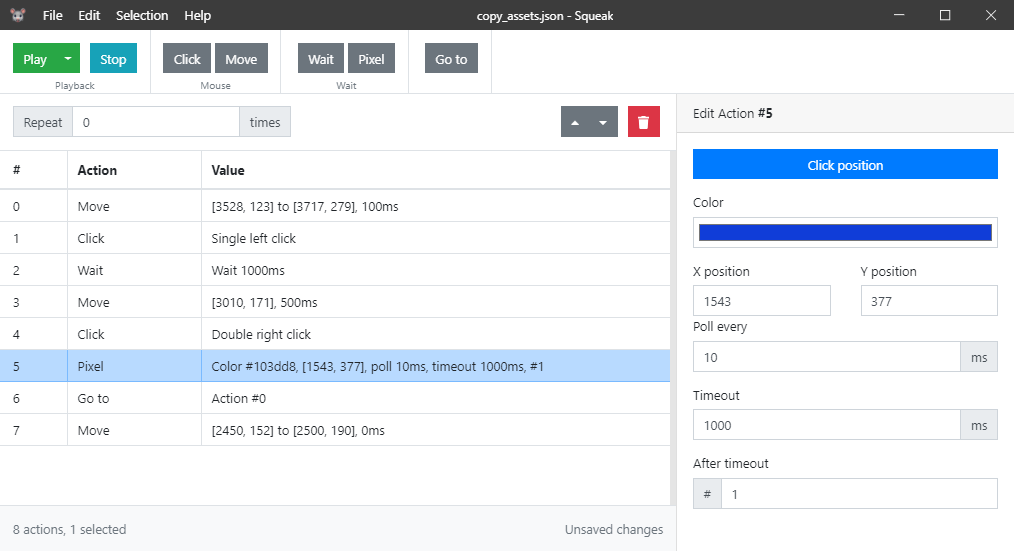 File Edit Selection Help copy_assets.json - Squeak
Play Stop Click Move Wait Pixel Go to
Playback Mouse Wait
Repeat 0 times
Edit Action #5
# Action Value
0 Move [3528, 123] to [3717, 279], 100ms
1 Click Single left click
2 Wait Wait 1000ms
3 Move [3010, 171], 500ms
4 Click Double right click
5 Pixel Color #103dd8, [1543, 377], poll 10ms, timeout 1000ms, #1
6 Go to Action #0
7 Move [2450, 152] to [2500, 190], 0ms
8 actions, 1 selected Unsaved changes
Click position
Color
X position Y position
1543 377
Poll every
10 ms
Timeout
1000 ms
After timeout
# 1